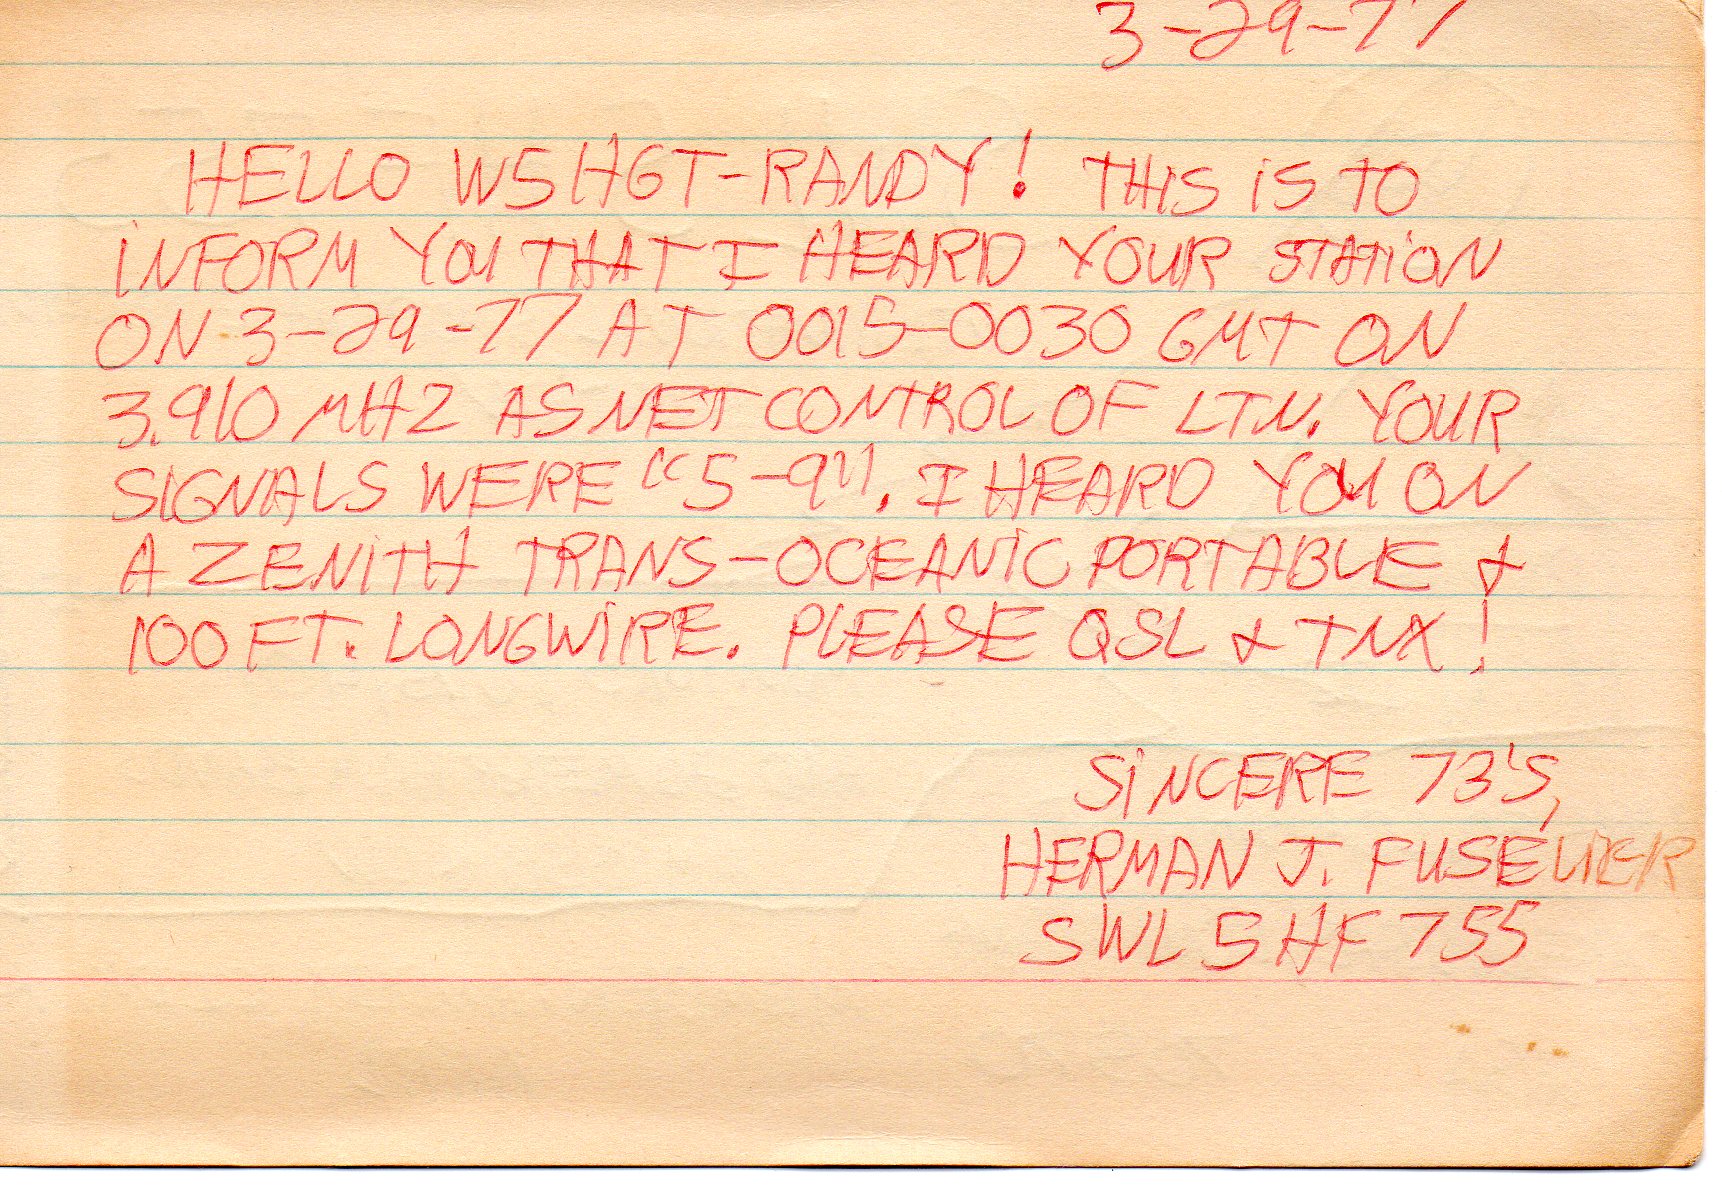 3-29-77
HELLO W5HGT-RANDY! THIS IS TO
INFORM YOU THAT I HEARD YOUR STATION
ON 3-29-77 AT 0015-0030 GMT ON
3.910 MHZ AS NET CONTROL OF LTN. YOUR
SIGNALS WERE "5-9". I HEARD YOU ON
A ZENITH TRANS-OCEANIC PORTABLE &
100 FT. LONGWIRE. PLEASE QSL & TNX!
SINCERE 73'S,
HERMAN J. FUSELIER
SWL 5HF755